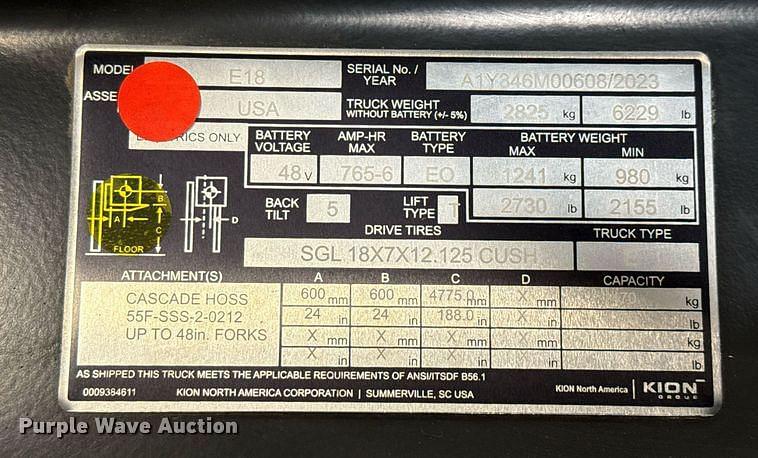 MODEL E18 SERIAL No./ YEAR A1Y346M00608/2023
ASSE USA TRUCK WEIGHT WITHOUT BATTERY (+/- 5%) 2825 kg 6229 lb
RICS ONLY
BATTERY VOLTAGE AMP-HR MAX BATTERY TYPE BATTERY WEIGHT
MAX MIN
48 V 765-6 EO 1241 kg 980 kg
2730 lb 2155 lb
BACK TILT 5 LIFT TYPE T
A B C D
FLOOR
DRIVE TIRES TRUCK TYPE
SGL 18X7X12.125 CUSH
ATTACHMENT(S) A B C D CAPACITY
CASCADE HOSS 600 mm 600 mm 4775.0 mm X mm kg
55F-SSS-2-0212 24 in 24 in 188.0 in X in lb
UP TO 48in. FORKS X mm X mm X mm X mm kg
X in X in X in X in lb
AS SHIPPED THIS TRUCK MEETS THE APPLICABLE REQUIREMENTS OF ANSI/ITSDF B56.1
0009384611 KION NORTH AMERICA CORPORATION | SUMMERVILLE, SC USA KION North America KION GROUP
Purple Wave Auction